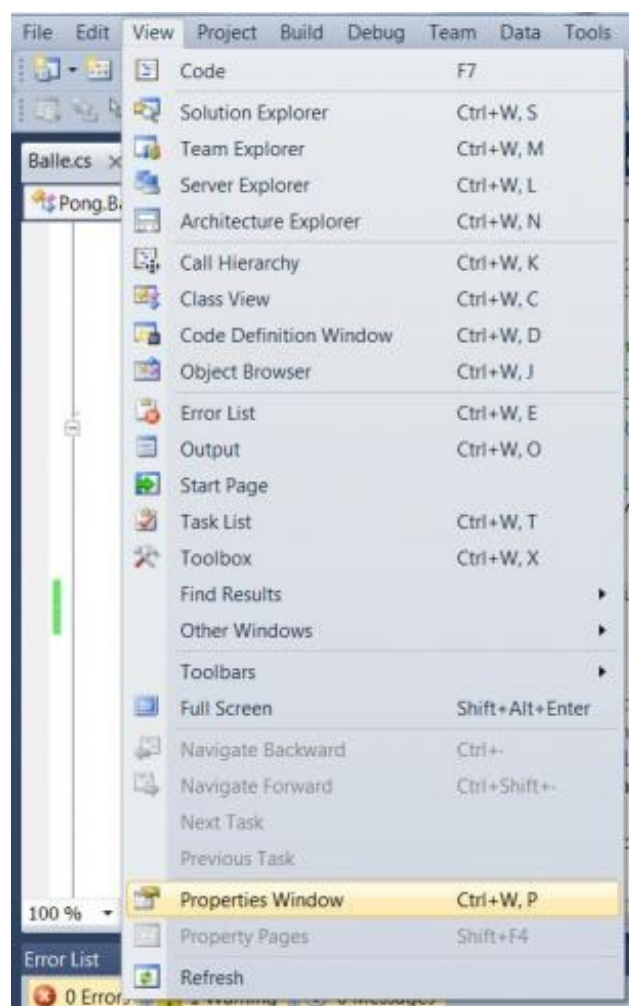 File Edit View Project Build Debug Team Data Tools
Code F7
Solution Explorer Ctrl+W, S
Balle.cs
Team Explorer Ctrl+W, M
Server Explorer Ctrl+W, L
Pong.Ba
Architecture Explorer Ctrl+W, N
Call Hierarchy Ctrl+W, K
Class View Ctrl+W, C
Code Definition Window Ctrl+W, D
Object Browser Ctrl+W, J
Error List Ctrl+W, E
Output Ctrl+W, O
Start Page
Task List Ctrl+W, T
Toolbox Ctrl+W, X
Find Results
Other Windows
Toolbars
Full Screen Shift+Alt+Enter
Navigate Backward Ctrl+-
Navigate Forward Ctrl+Shift+-
Next Task
Previous Task
Properties Window Ctrl+W, P
100 %
Property Pages Shift+F4
Error List
Refresh
0 Errors